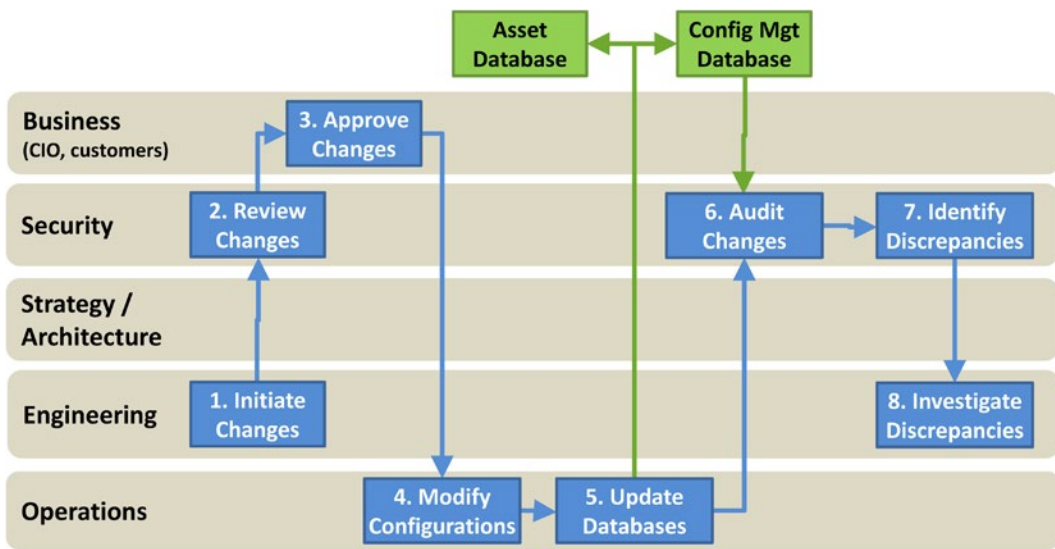 Asset
Database
Config Mgt
Database
Business
(CIO, customers)
3. Approve
Changes
Security
2. Review
Changes
6. Audit
Changes
7. Identify
Discrepancies
Strategy /
Architecture
Engineering
1. Initiate
Changes
8. Investigate
Discrepancies
Operations
4. Modify
Configurations
5. Update
Databases